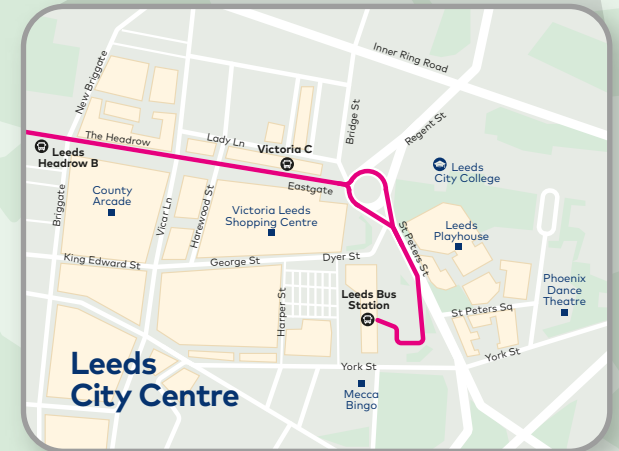 Inner Ring Road
New Briggate
Bridge St
Regent St
The Headrow
Lady Ln
Victoria C
Leeds
Headrow B
Leeds
City College
Eastgate
County
Arcade
Briggate
Vicar Ln
Harewood St
Victoria Leeds
Shopping Centre
St Peters St
Leeds
Playhouse
King Edward St
George St
Dyer St
Phoenix
Dance
Theatre
Leeds Bus
Station
Harper St
St Peters Sq
York St
York St
Leeds
City Centre
Mecca
Bingo